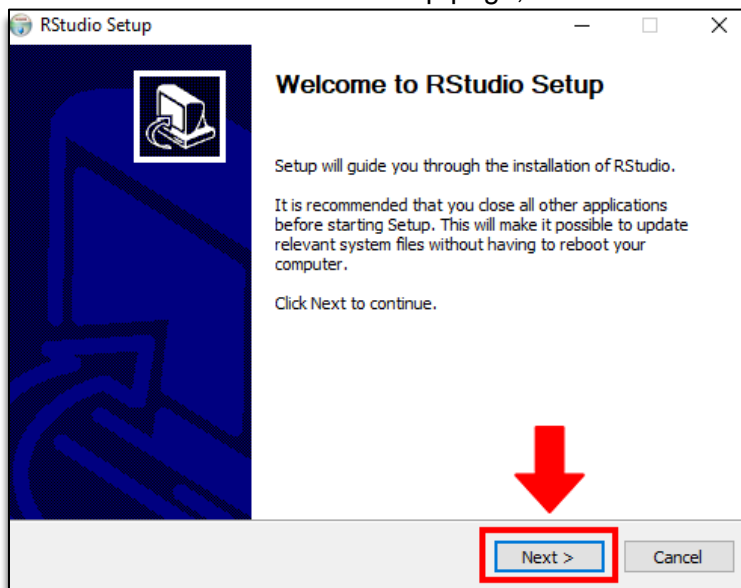 RStudio Setup
Welcome to RStudio Setup
Setup will guide you through the installation of RStudio.
It is recommended that you close all other applications
before starting Setup. This will make it possible to update
relevant system files without having to reboot your
computer.
Click Next to continue.
Next >
Cancel